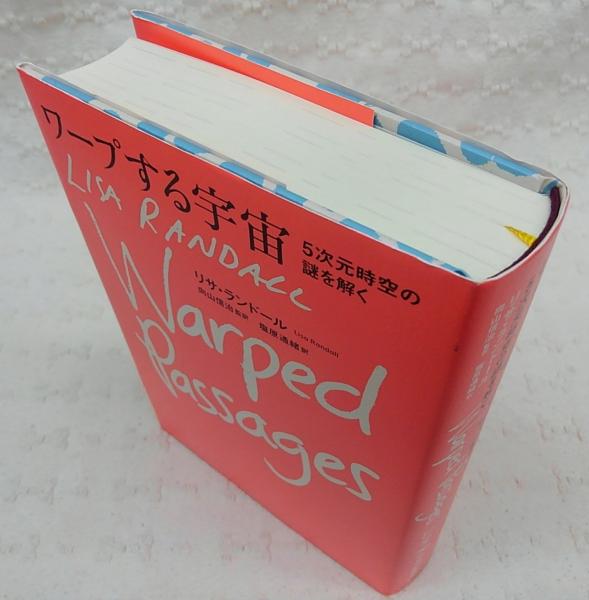 ワープする宇宙
5次元時空の
謎を解く
LISA RANDALL
リサ・ランドール Lisa Randall
向山信治監訳 塩原通緒訳
Warped
Passages